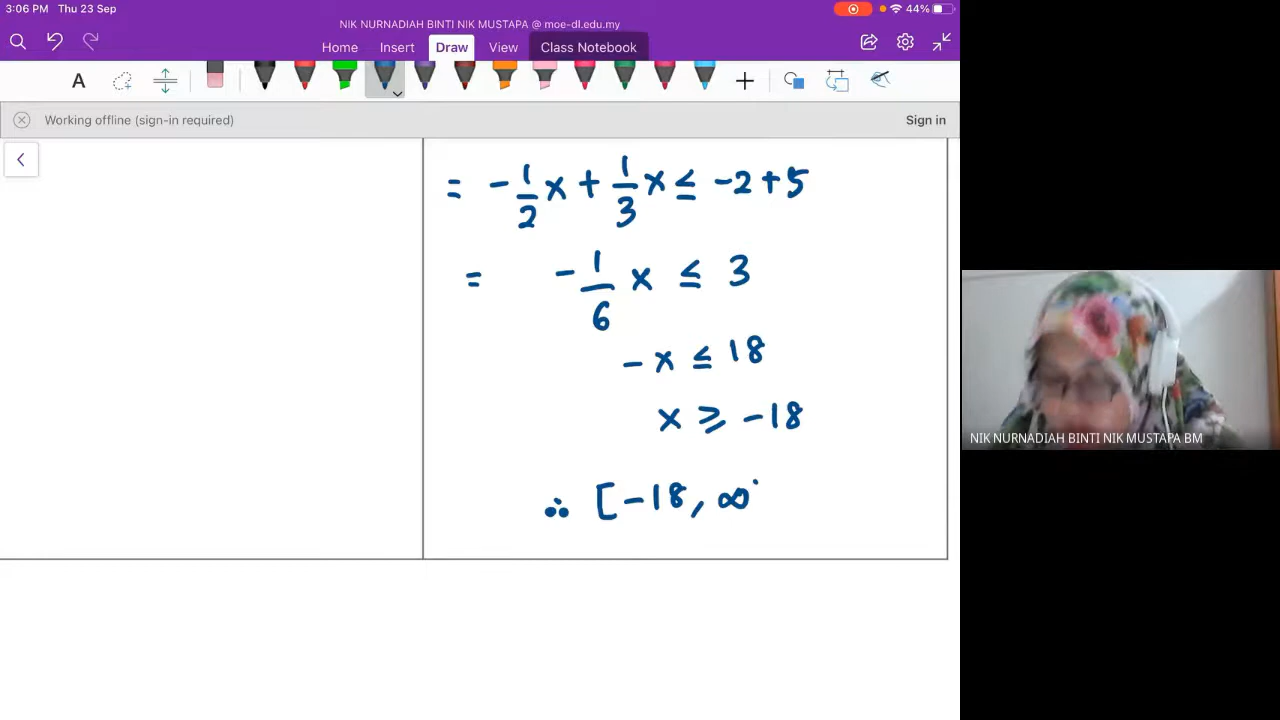 3:06 PM Thu 23 Sep
44%
NIK NURNADIAH BINTI NIK MUSTAPA @ moe-dl.edu.my
Home Insert Draw View Class Notebook
A
Working offline (sign-in required) Sign in
= -1/2 x + 1/3 x ≤ -2+5
= -1/6 x ≤ 3
-x ≤ 18
x ≥ -18
∴ [-18, ∞
NIK NURNADIAH BINTI NIK MUSTAPA BM